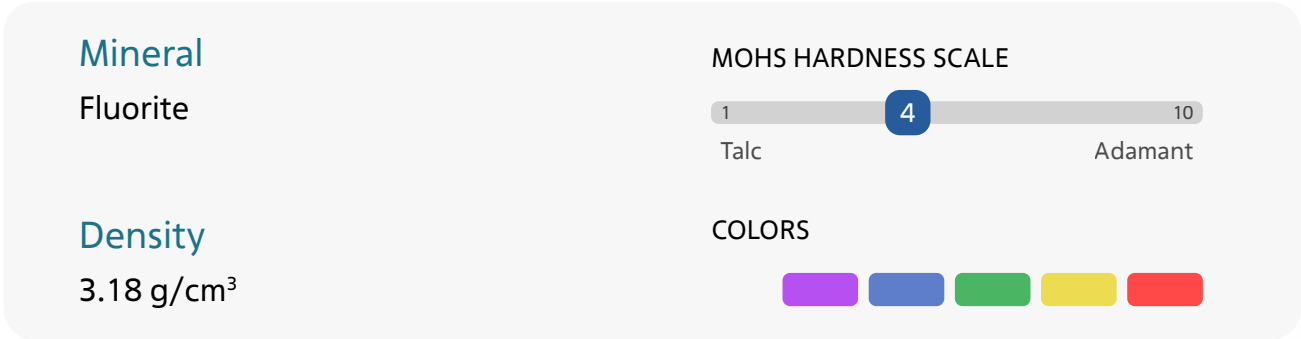 Mineral
Fluorite
MOHS HARDNESS SCALE
1 4 10
Talc Adamant
Density
3.18 g/cm³
COLORS